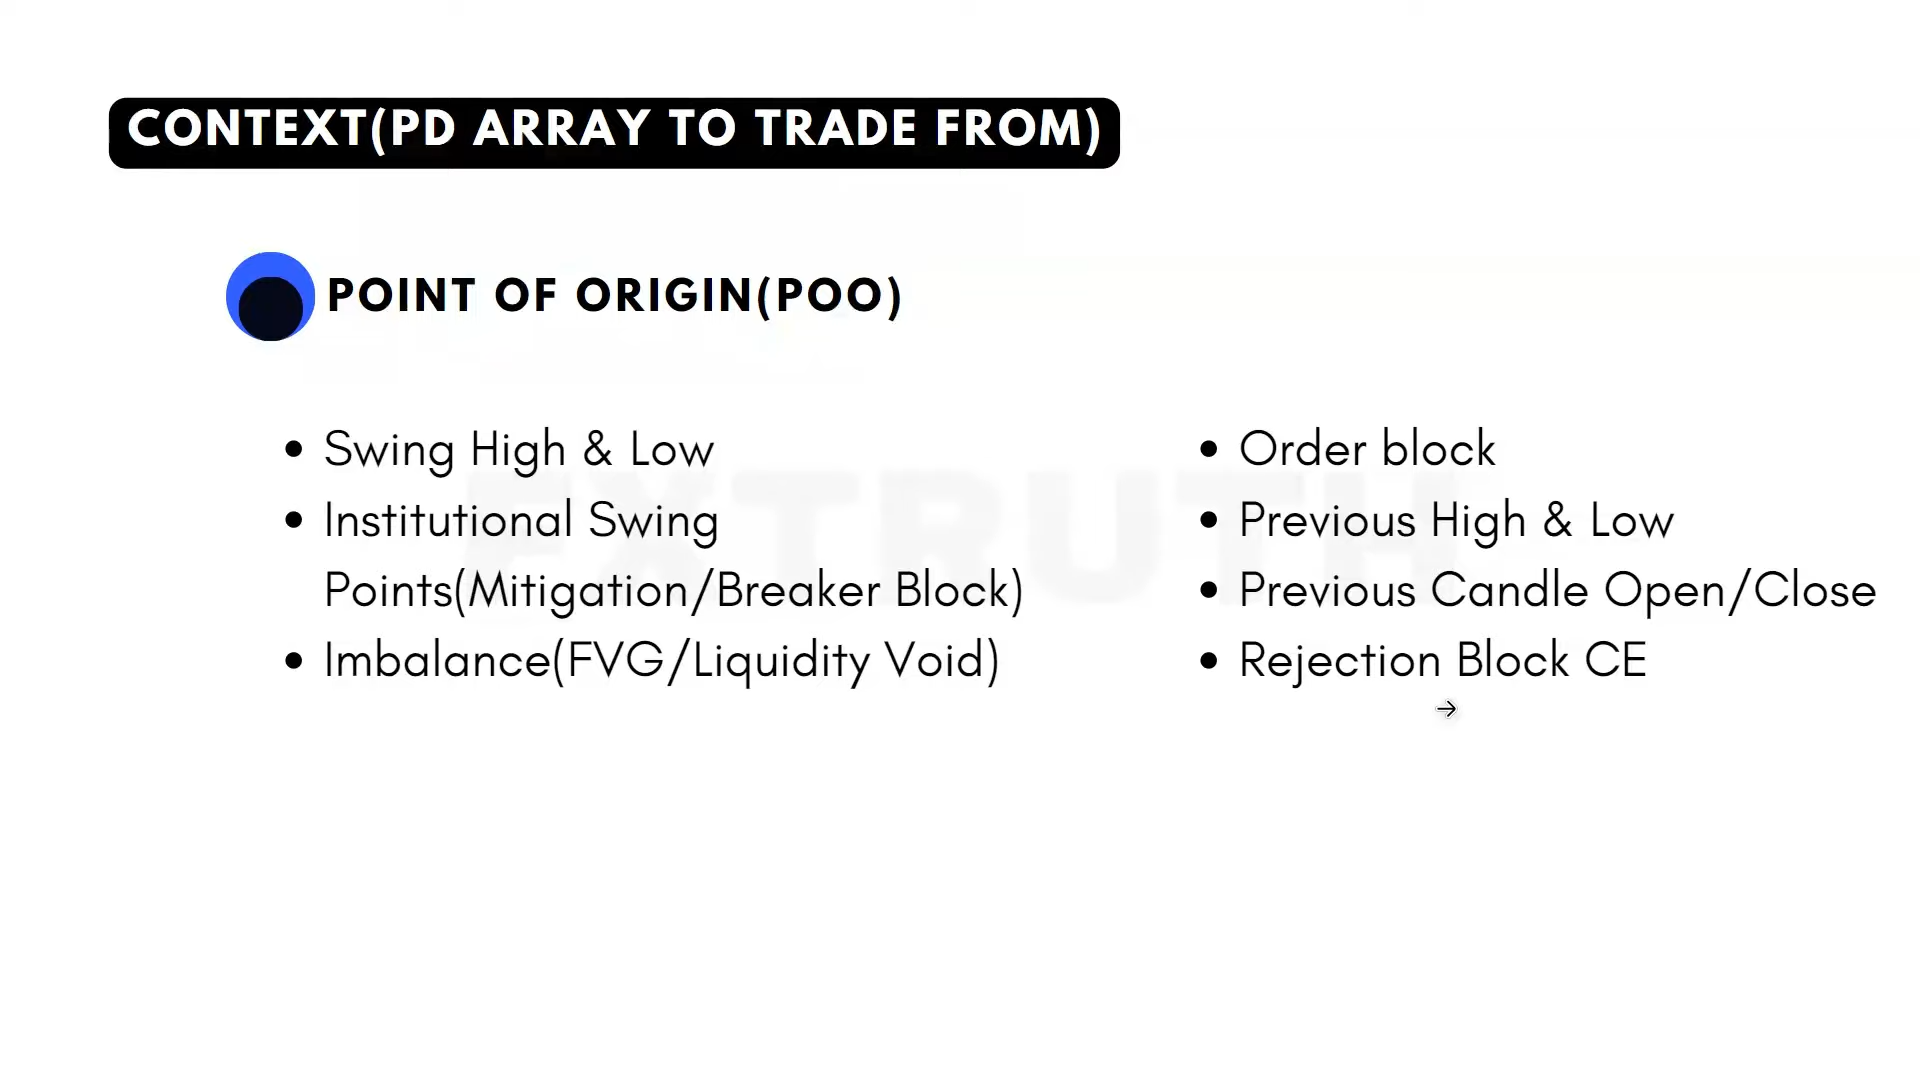 CONTEXT(PD ARRAY TO TRADE FROM)
POINT OF ORIGIN(POO)
• Swing High & Low
• Institutional Swing
Points(Mitigation/Breaker Block)
• Imbalance(FVG/Liquidity Void)
• Order block
• Previous High & Low
• Previous Candle Open/Close
• Rejection Block CE
FXTRUTH